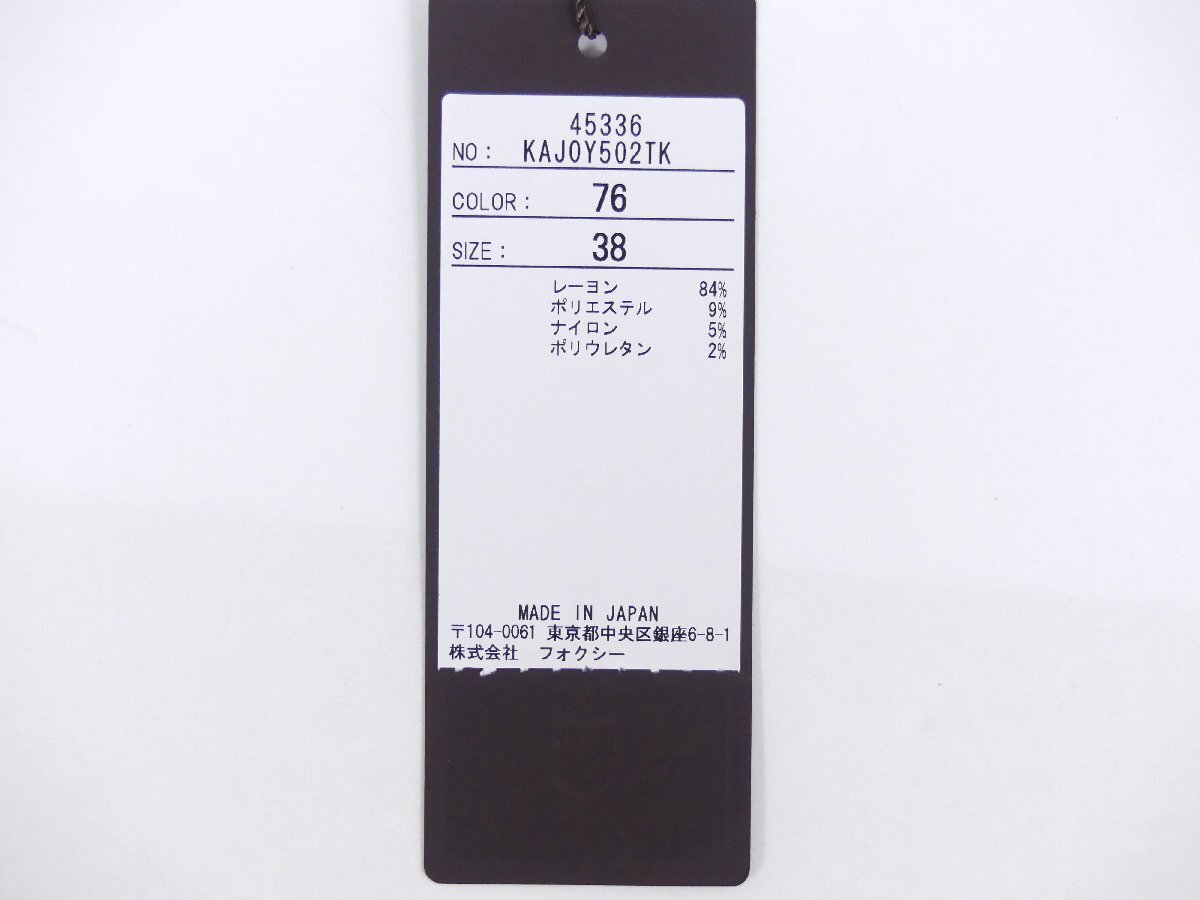 45336
NO: KAJ0Y502TK
COLOR: 76
SIZE: 38
レーヨン 84%
ポリエステル 9%
ナイロン 5%
ポリウレタン 2%
MADE IN JAPAN
〒104-0061 東京都中央区銀座6-8-1
株式会社 フォクシー